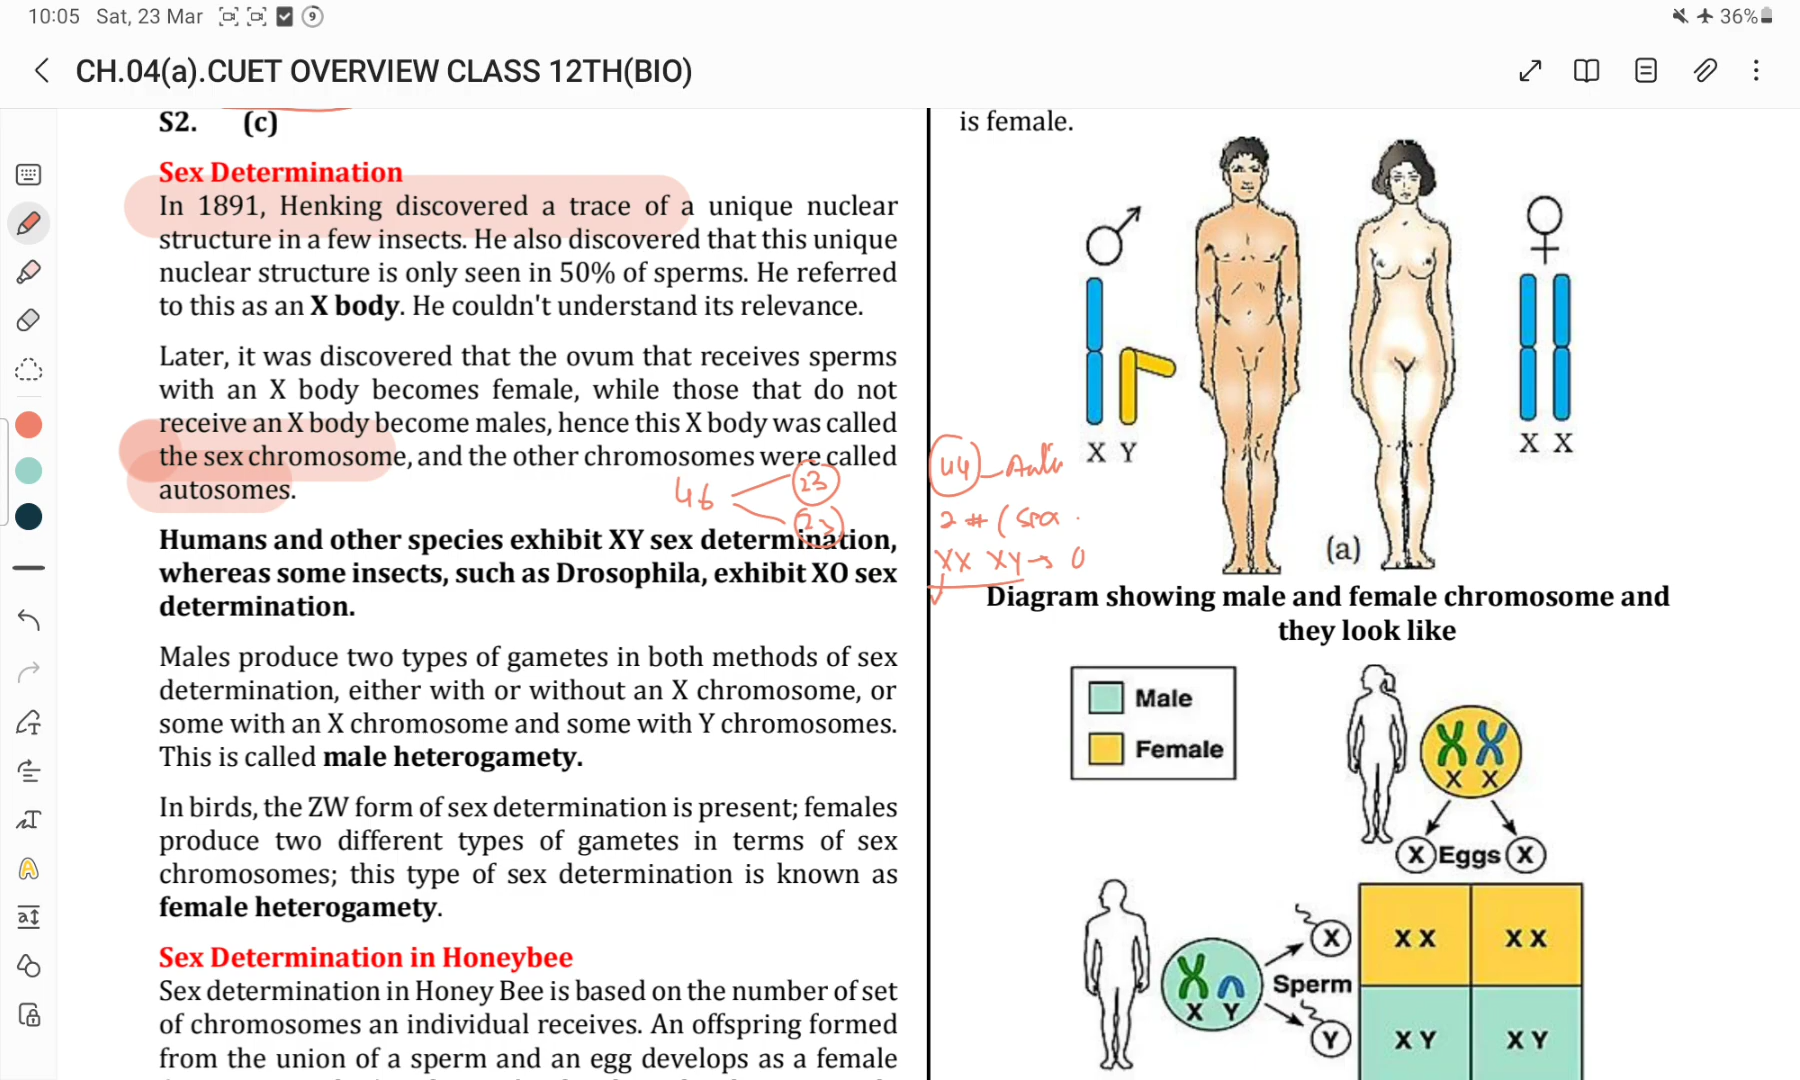 10:05 Sat, 23 Mar 9
36%
CH.04(a).CUET OVERVIEW CLASS 12TH(BIO)
S2. (c)
Sex Determination
In 1891, Henking discovered a trace of a unique nuclear
structure in a few insects. He also discovered that this unique
nuclear structure is only seen in 50% of sperms. He referred
to this as an X body. He couldn't understand its relevance.
Later, it was discovered that the ovum that receives sperms
with an X body becomes female, while those that do not
receive an X body become males, hence this X body was called
the sex chromosome, and the other chromosomes were called
autosomes.
46 23
23
Humans and other species exhibit XY sex determination,
whereas some insects, such as Drosophila, exhibit XO sex
determination.
Males produce two types of gametes in both methods of sex
determination, either with or without an X chromosome, or
some with an X chromosome and some with Y chromosomes.
This is called male heterogamety.
In birds, the ZW form of sex determination is present; females
produce two different types of gametes in terms of sex
chromosomes; this type of sex determination is known as
female heterogamety.
Sex Determination in Honeybee
Sex determination in Honey Bee is based on the number of set
of chromosomes an individual receives. An offspring formed
from the union of a sperm and an egg develops as a female
is female.
♂ ♀
X Y
X X
44
2 #
XX XY → 0
(a)
Diagram showing male and female chromosome and
they look like
Male
Female
X X
X Eggs X
X Y
Sperm
X
Y
X X X X
X Y X Y